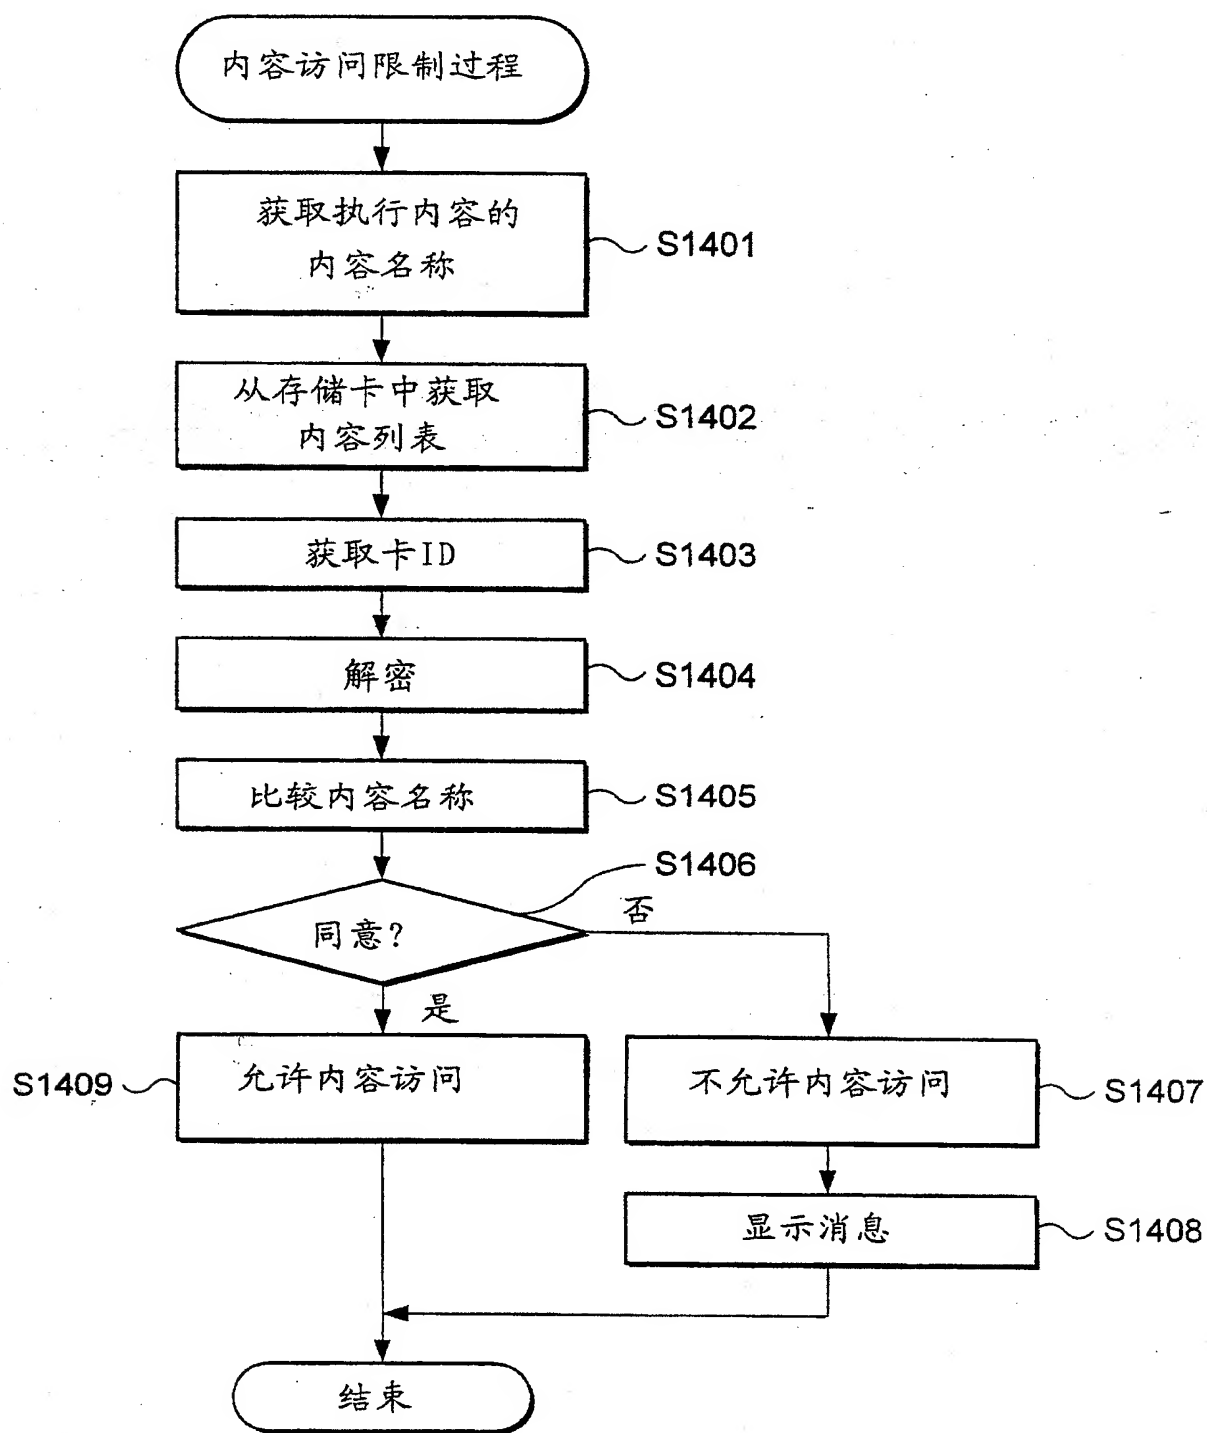 内容访问限制过程
获取执行内容的
内容名称
S1401
从存储卡中获取
内容列表
S1402
获取卡ID
S1403
解密
S1404
比较内容名称
S1405
S1406
同意?
否
是
允许内容访问
S1409
不允许内容访问
S1407
显示消息
S1408
结束